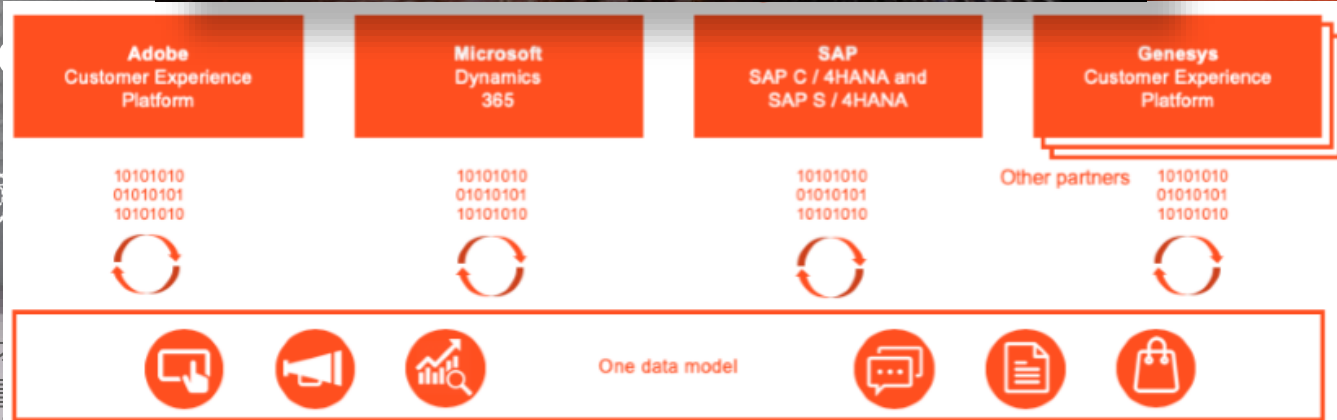 Adobe
Customer Experience
Platform
Microsoft
Dynamics
365
SAP
SAP C / 4HANA and
SAP S / 4HANA
Genesys
Customer Experience
Platform
10101010
01010101
10101010
10101010
01010101
10101010
10101010
01010101
10101010
Other partners
10101010
01010101
10101010
One data model